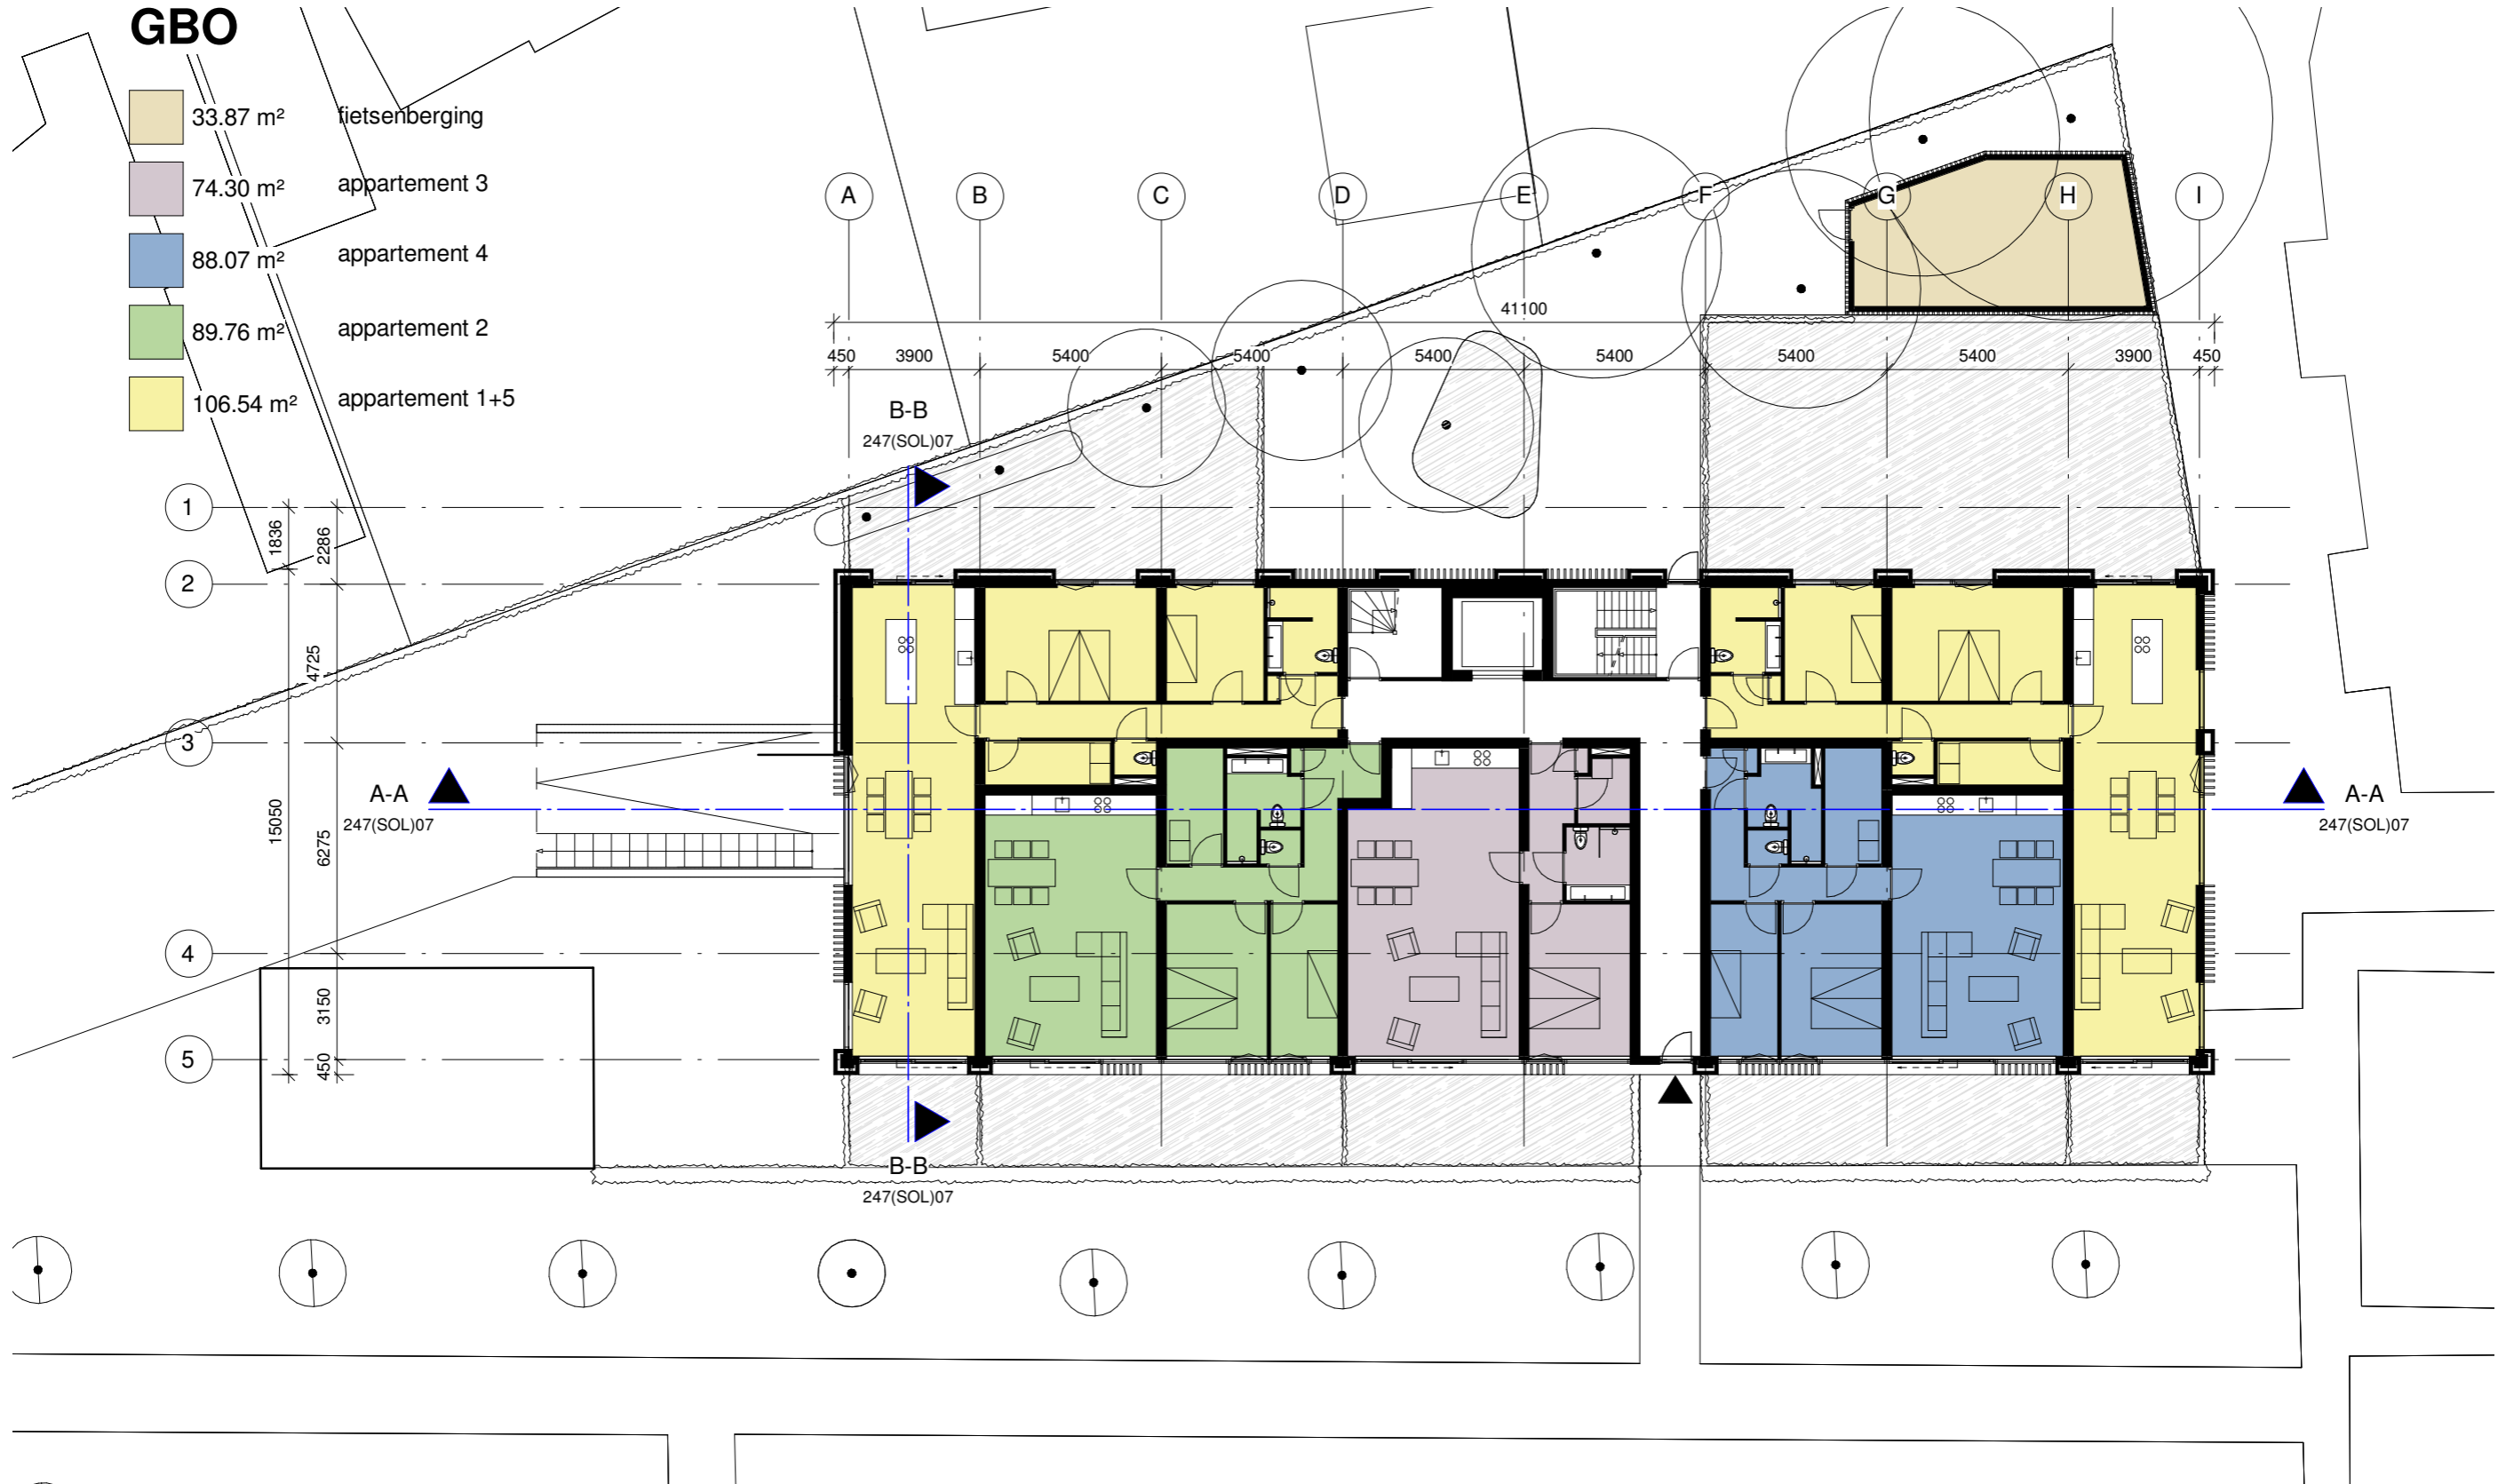 GBO
33.87 m² fietsenberging
74.30 m² appartement 3
88.07 m² appartement 4
89.76 m² appartement 2
106.54 m² appartement 1+5
A B C D E F G H I
41100
450 3900 5400 5400 5400 5400 5400 5400 3900 450
B-B
247(SOL)07
1
1836
2286
2
4725
3
A-A
247(SOL)07
A-A
247(SOL)07
15050
6275
4
3150
5
450
B-B
247(SOL)07